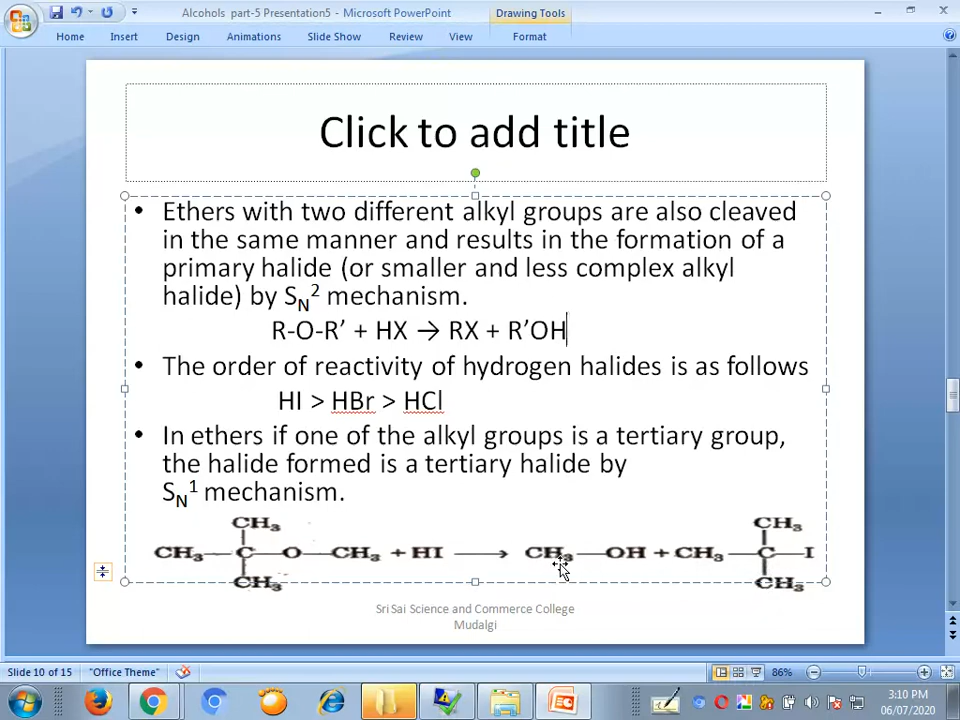 Alcohols part-5 Presentation5 - Microsoft PowerPoint
Drawing Tools
Home Insert Design Animations Slide Show Review View Format
Click to add title
• Ethers with two different alkyl groups are also cleaved
in the same manner and results in the formation of a
primary halide (or smaller and less complex alkyl
halide) by S_N^2 mechanism.
R-O-R’ + HX → RX + R’OH
• The order of reactivity of hydrogen halides is as follows
HI > HBr > HCl
• In ethers if one of the alkyl groups is a tertiary group,
the halide formed is a tertiary halide by
S_N^1 mechanism.
CH₃ CH₃
CH₃—C—O—CH₃ + HI ⟶ CH₃—OH + CH₃—C—I
CH₃ CH₃
Sri Sai Science and Commerce College
Mudalgi
Slide 10 of 15 "Office Theme" 86%
3:10 PM
06/07/2020